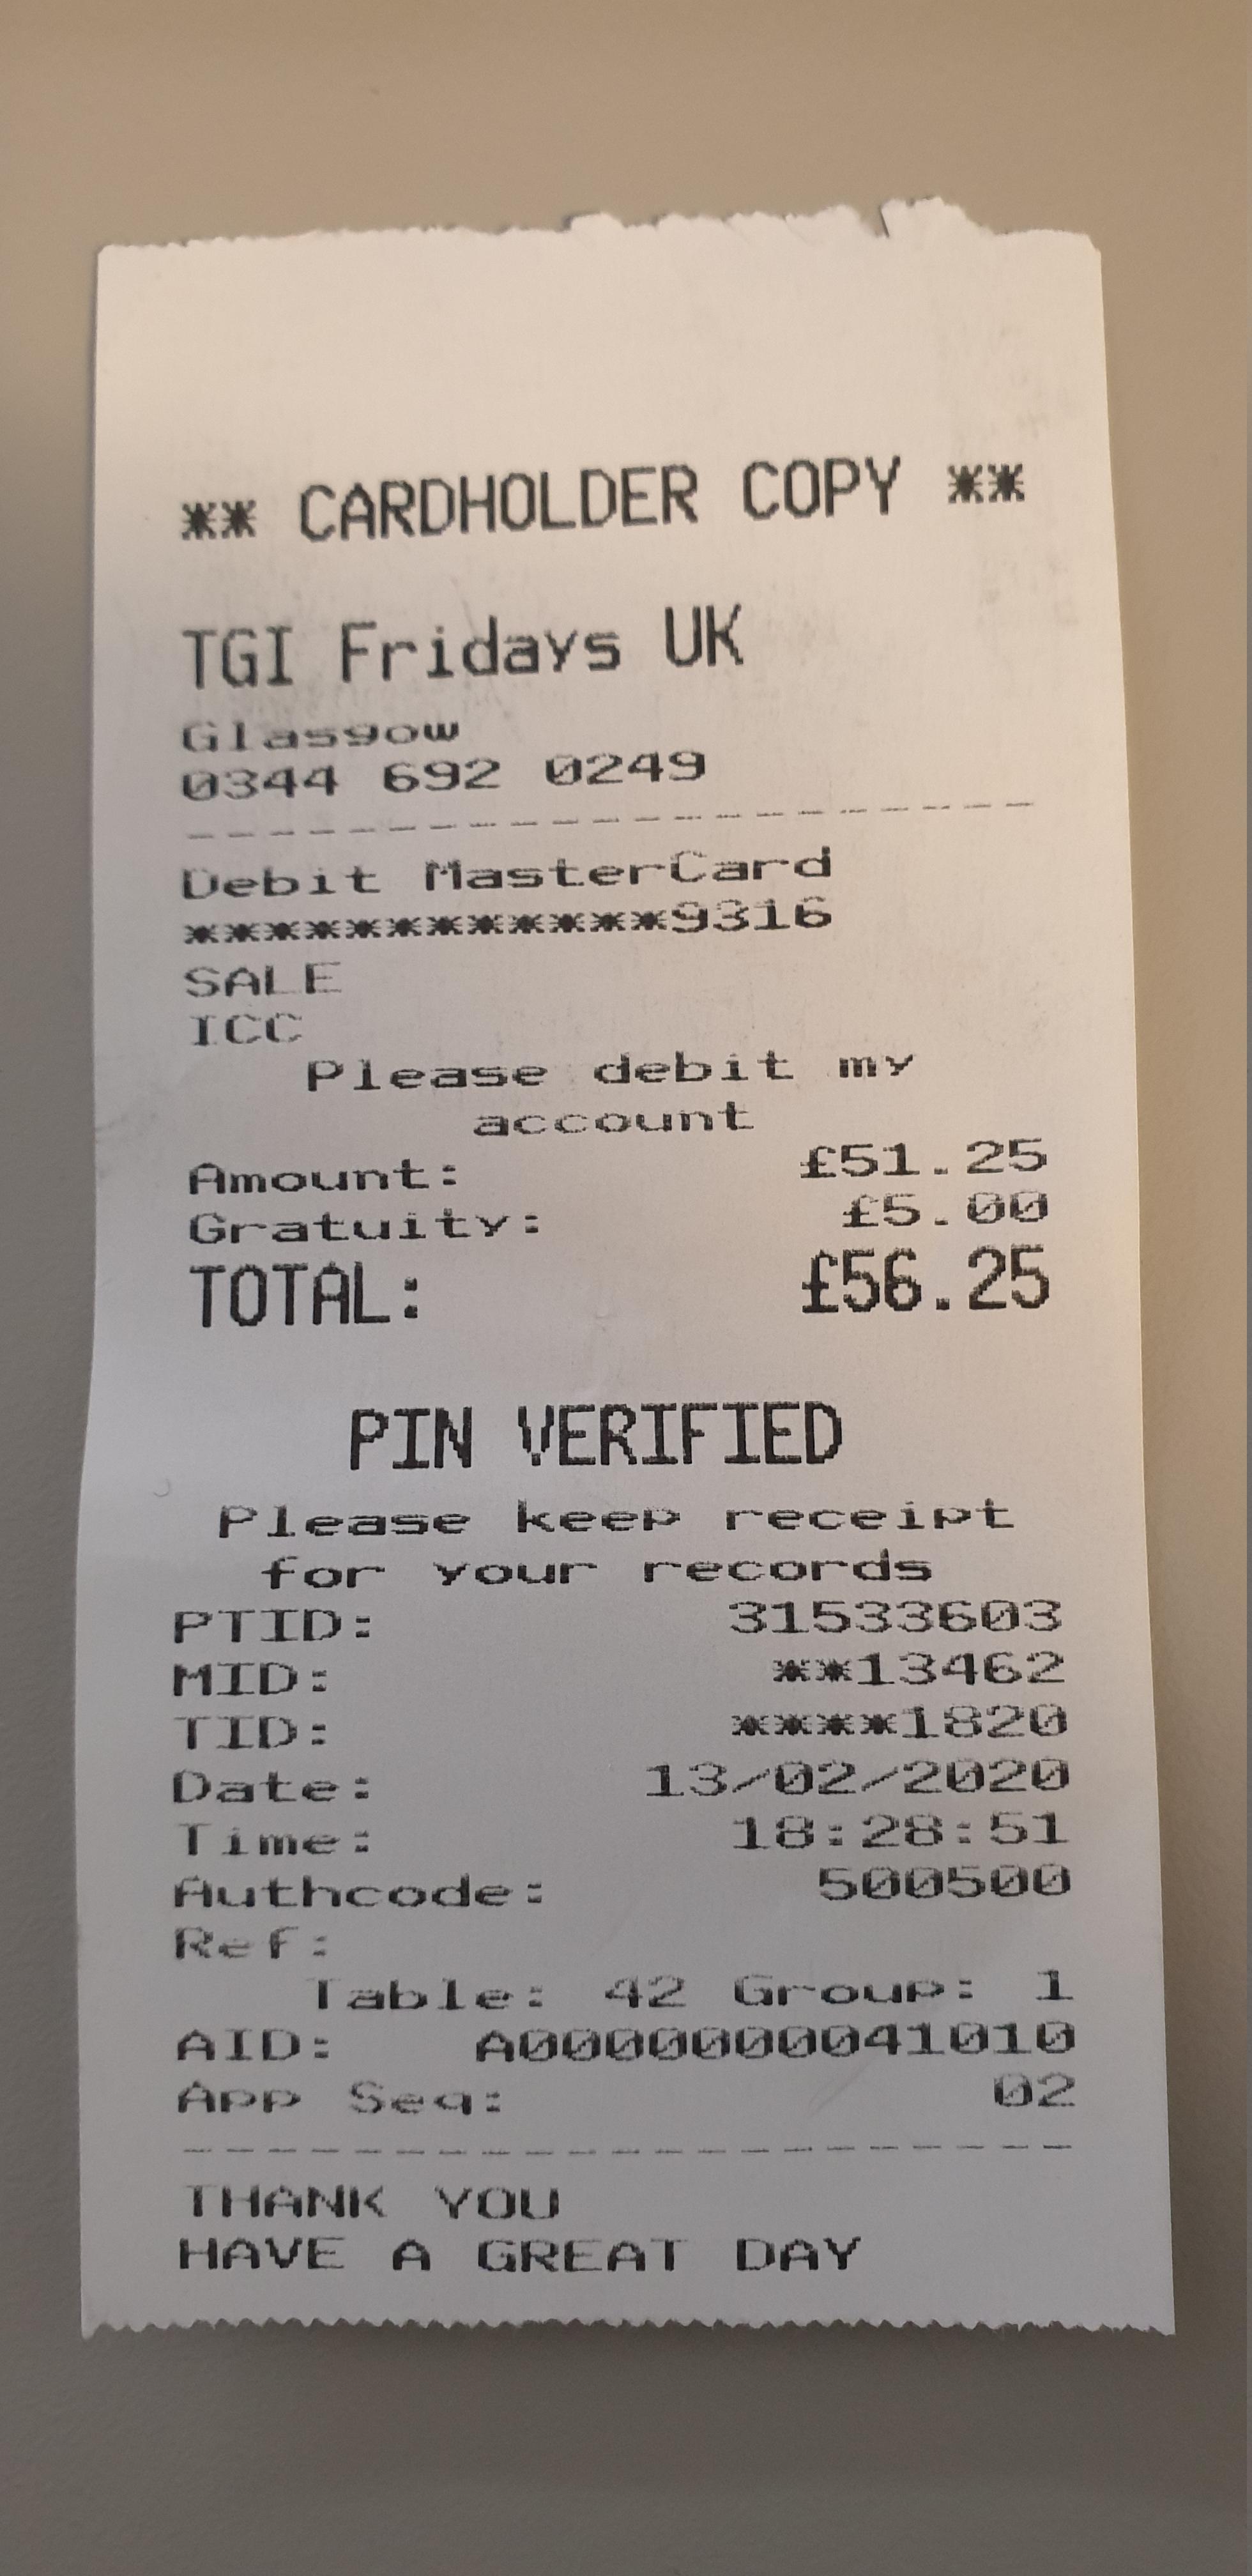 ** CARDHOLDER COPY **
TGI Fridays UK
Glasgow
0344 692 0249
---------------------
Debit MasterCard
************9316
SALE
ICC
Please debit my
account
Amount: £51.25
Gratuity: £5.00
TOTAL: £56.25
PIN VERIFIED
Please keep receipt
for your records
PTID: 31533603
MID: **13462
TID: ****1820
Date: 13/02/2020
Time: 18:28:51
Authcode: 500500
Ref:
Table: 42 Group: 1
AID: A0000000041010
App Seq: 02
---------------------
THANK YOU
HAVE A GREAT DAY